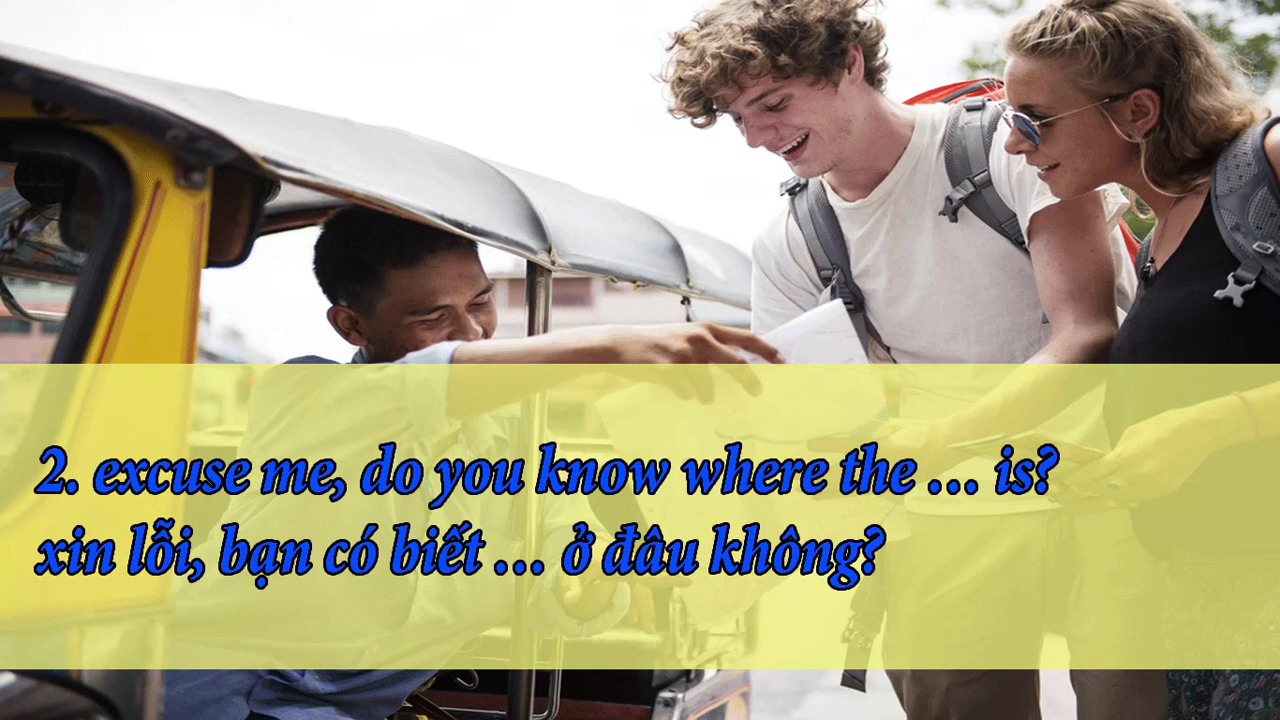 2. excuse me, do you know where the ... is?
xin lỗi, bạn có biết ... ở đâu không?